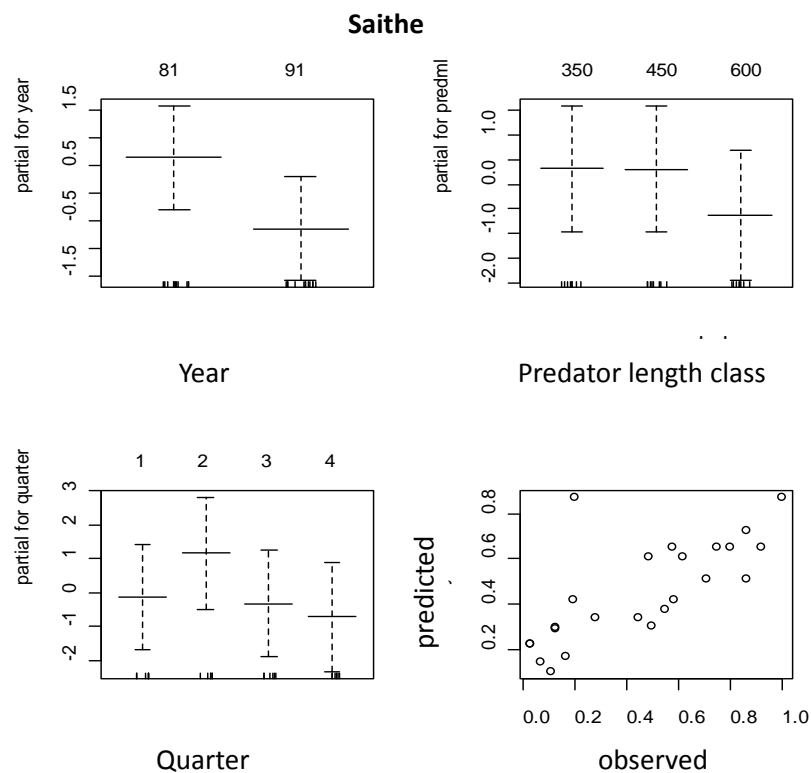 Saithe
81 91
partial for year
1.5
0.5
-0.5
-1.5
Year
350 450 600
partial for predml
1.0
0.0
-1.0
-2.0
Predator length class
1 2 3 4
partial for quarter
3
2
1
0
-1
-2
Quarter
predicted
0.8
0.6
0.4
0.2
0.0 0.2 0.4 0.6 0.8 1.0
observed